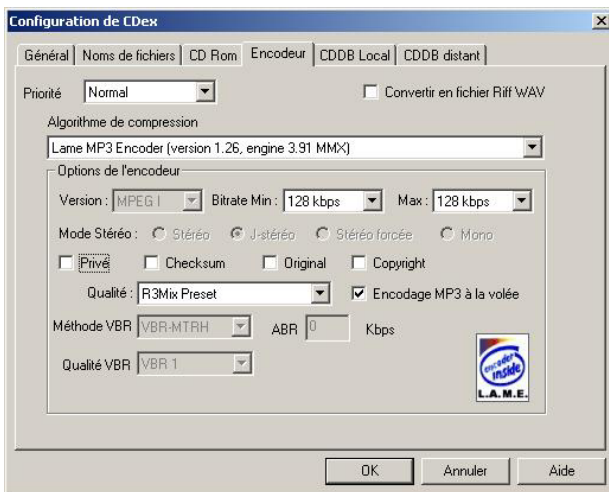 Configuration de CDex
Général Noms de fichiers CD Rom Encodeur CDDB Local CDDB distant
Priorité Normal Convertir en fichier Riff WAV
Algorithme de compression
Lame MP3 Encoder (version 1.26, engine 3.91 MMX)
Options de l'encodeur
Version : MPEG I Bitrate Min : 128 kbps Max : 128 kbps
Mode Stéréo : Stéréo J-stéréo Stéréo forcée Mono
Privé Checksum Original Copyright
Qualité : R3Mix Preset Encodage MP3 à la volée
Méthode VBR VBR-MTRH ABR 0 Kbps
Qualité VBR VBR 1
encoder inside
L.A.M.E.
OK Annuler Aide